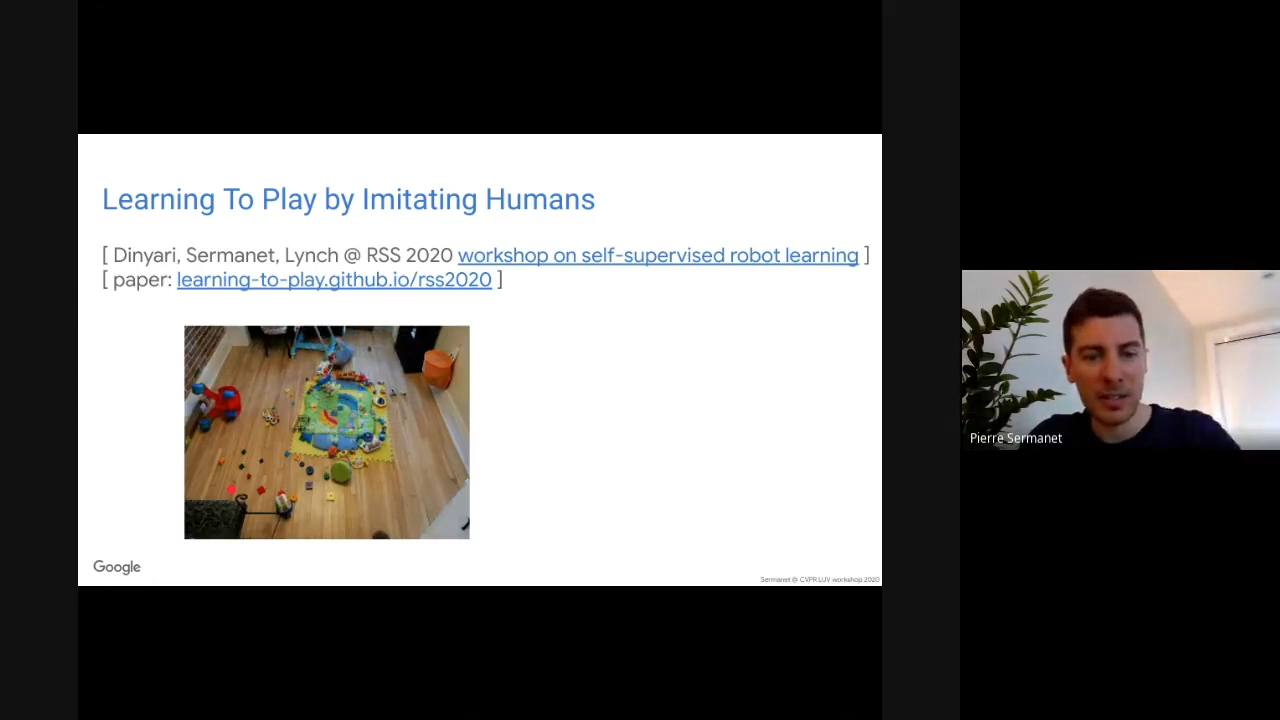 Learning To Play by Imitating Humans
[ Dinyari, Sermanet, Lynch @ RSS 2020 workshop on self-supervised robot learning ]
[ paper: learning-to-play.github.io/rss2020 ]
Pierre Sermanet
Google
Sermanet @ CVPR LUV workshop 2020